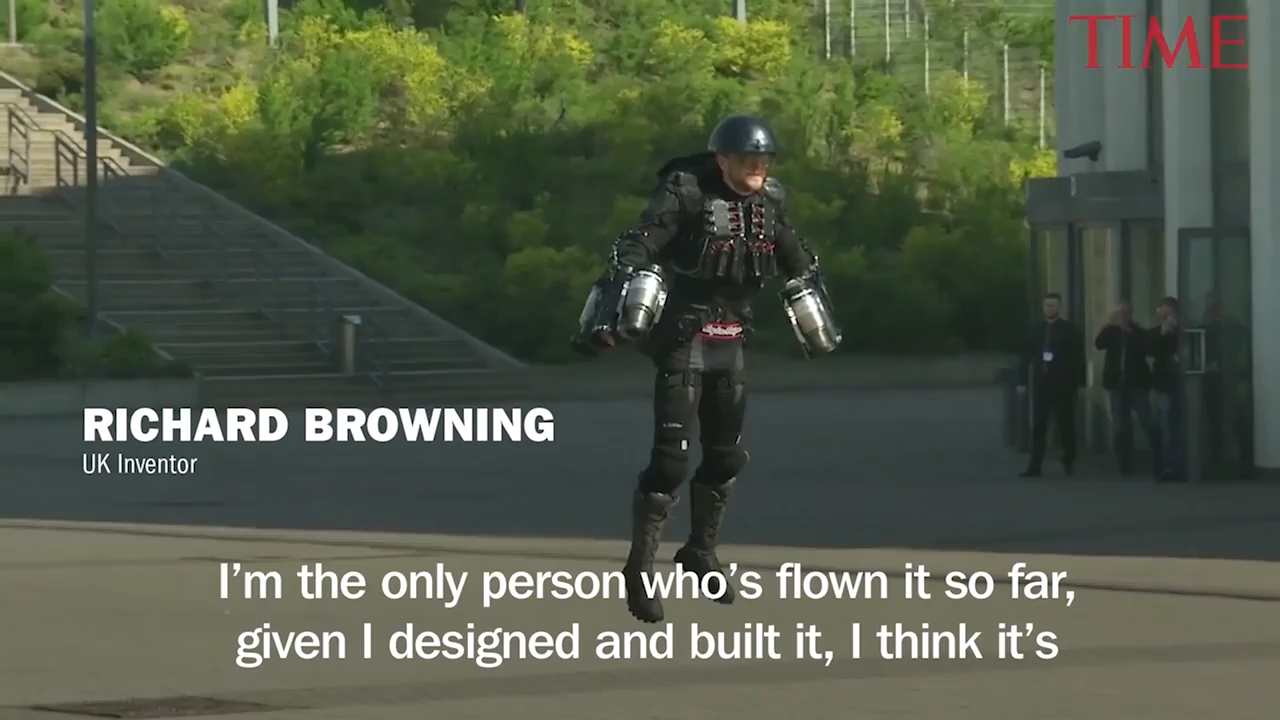 TIME
RICHARD BROWNING
UK Inventor
I'm the only person who's flown it so far,
given I designed and built it, I think it's